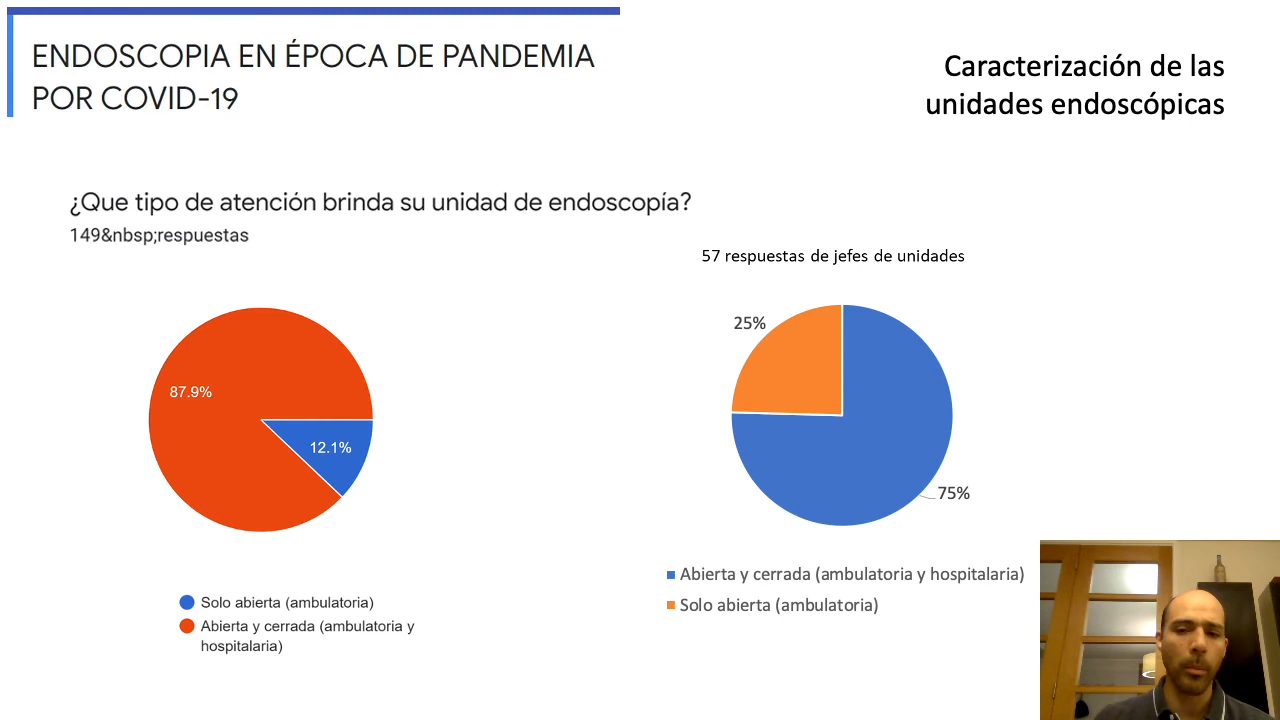 ENDOSCOPIA EN ÉPOCA DE PANDEMIA
POR COVID-19
Caracterización de las
unidades endoscópicas
¿Que tipo de atención brinda su unidad de endoscopía?
149&nbsp;respuestas
57 respuestas de jefes de unidades
87.9%
12.1%
25%
75%
Solo abierta (ambulatoria)
Abierta y cerrada (ambulatoria y
hospitalaria)
Abierta y cerrada (ambulatoria y hospitalaria)
Solo abierta (ambulatoria)